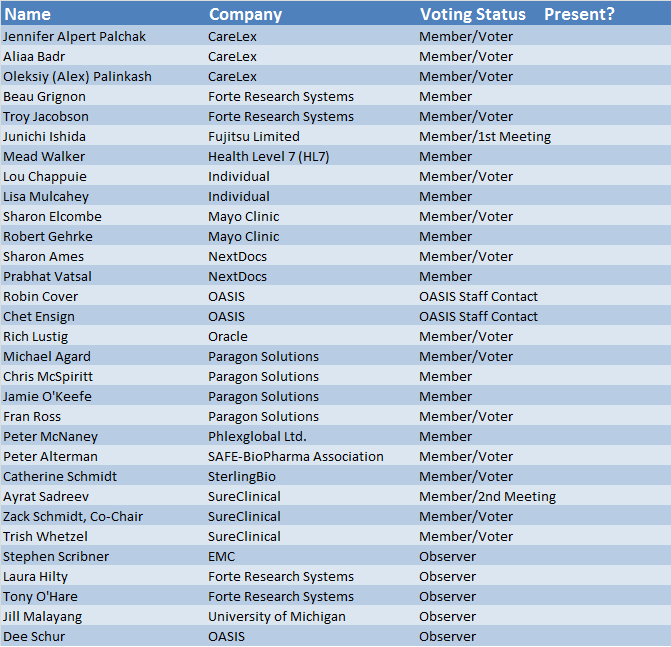 Name Company Voting Status Present?
Jennifer Alpert Palchak CareLex Member/Voter
Aliaa Badr CareLex Member/Voter
Oleksiy (Alex) Palinkash CareLex Member/Voter
Beau Grignon Forte Research Systems Member
Troy Jacobson Forte Research Systems Member/Voter
Junichi Ishida Fujitsu Limited Member/1st Meeting
Mead Walker Health Level 7 (HL7) Member
Lou Chappuie Individual Member/Voter
Lisa Mulcahey Individual Member
Sharon Elcombe Mayo Clinic Member/Voter
Robert Gehrke Mayo Clinic Member
Sharon Ames NextDocs Member/Voter
Prabhat Vatsal NextDocs Member
Robin Cover OASIS OASIS Staff Contact
Chet Ensign OASIS OASIS Staff Contact
Rich Lustig Oracle Member/Voter
Michael Agard Paragon Solutions Member/Voter
Chris McSpiritt Paragon Solutions Member
Jamie O'Keefe Paragon Solutions Member
Fran Ross Paragon Solutions Member/Voter
Peter McNaney Phlexglobal Ltd. Member
Peter Alterman SAFE-BioPharma Association Member/Voter
Catherine Schmidt SterlingBio Member/Voter
Ayrat Sadreev SureClinical Member/2nd Meeting
Zack Schmidt, Co-Chair SureClinical Member/Voter
Trish Whetzel SureClinical Member/Voter
Stephen Scribner EMC Observer
Laura Hilty Forte Research Systems Observer
Tony O'Hare Forte Research Systems Observer
Jill Malayang University of Michigan Observer
Dee Schur OASIS Observer